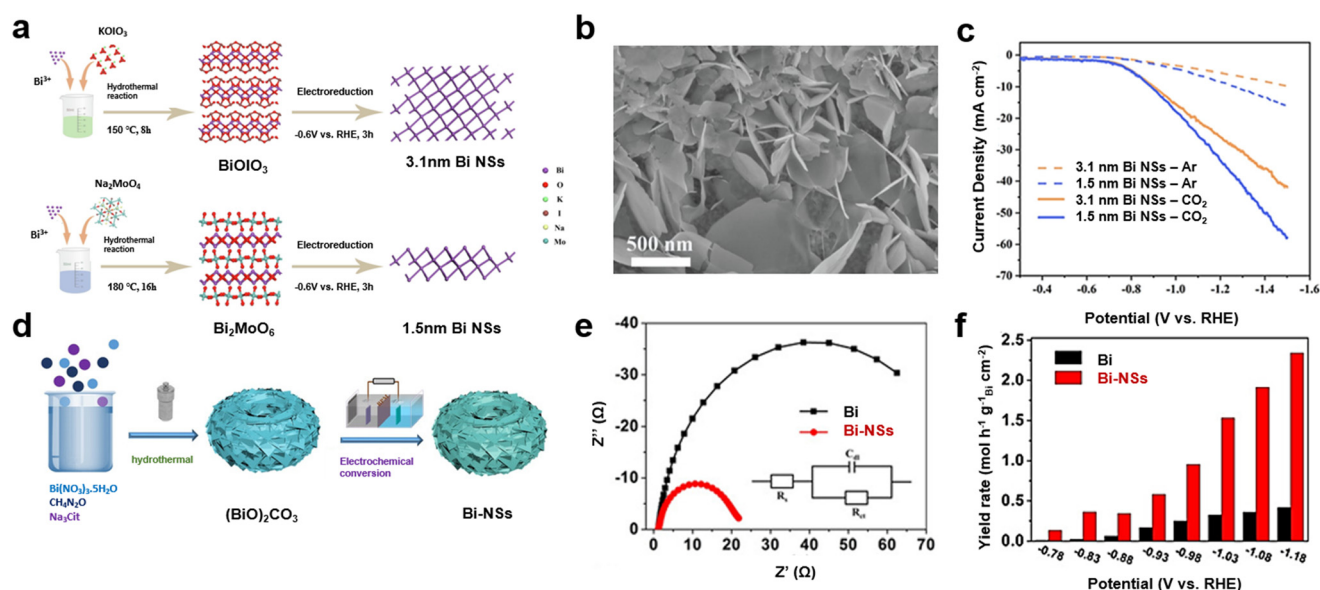 a
KOIO₃
Bi³⁺
Hydrothermal
reaction
150 °C, 8h
BiOIO₃
Electroreduction
-0.6V vs. RHE, 3h
3.1nm Bi NSs
Na₂MoO₄
Bi³⁺
Hydrothermal
reaction
180 °C, 16h
Bi₂MoO₆
Electroreduction
-0.6V vs. RHE, 3h
1.5nm Bi NSs
Bi
O
K
I
Na
Mo
b
500 nm
c
Current Density (mA cm⁻²)
0
-10
-20
-30
-40
-50
-60
-70
3.1 nm Bi NSs – Ar
1.5 nm Bi NSs – Ar
3.1 nm Bi NSs – CO₂
1.5 nm Bi NSs – CO₂
-0.4 -0.6 -0.8 -1.0 -1.2 -1.4 -1.6
Potential (V vs. RHE)
d
hydrothermal
Bi(NO₃)₃.5H₂O
CH₄N₂O
Na₃Cit
(BiO)₂CO₃
Electrochemical
conversion
Bi-NSs
e
Z'' (Ω)
-40
-30
-20
-10
0
Bi
Bi-NSs
C_dl
R_s
R_ct
0 10 20 30 40 50 60 70
Z' (Ω)
f
Yield rate (mol h⁻¹ g⁻¹_Bi cm⁻²)
2.5
2.0
1.5
1.0
0.5
0.0
Bi
Bi-NSs
-0.78 -0.83 -0.88 -0.93 -0.98 -1.03 -1.08 -1.18
Potential (V vs. RHE)